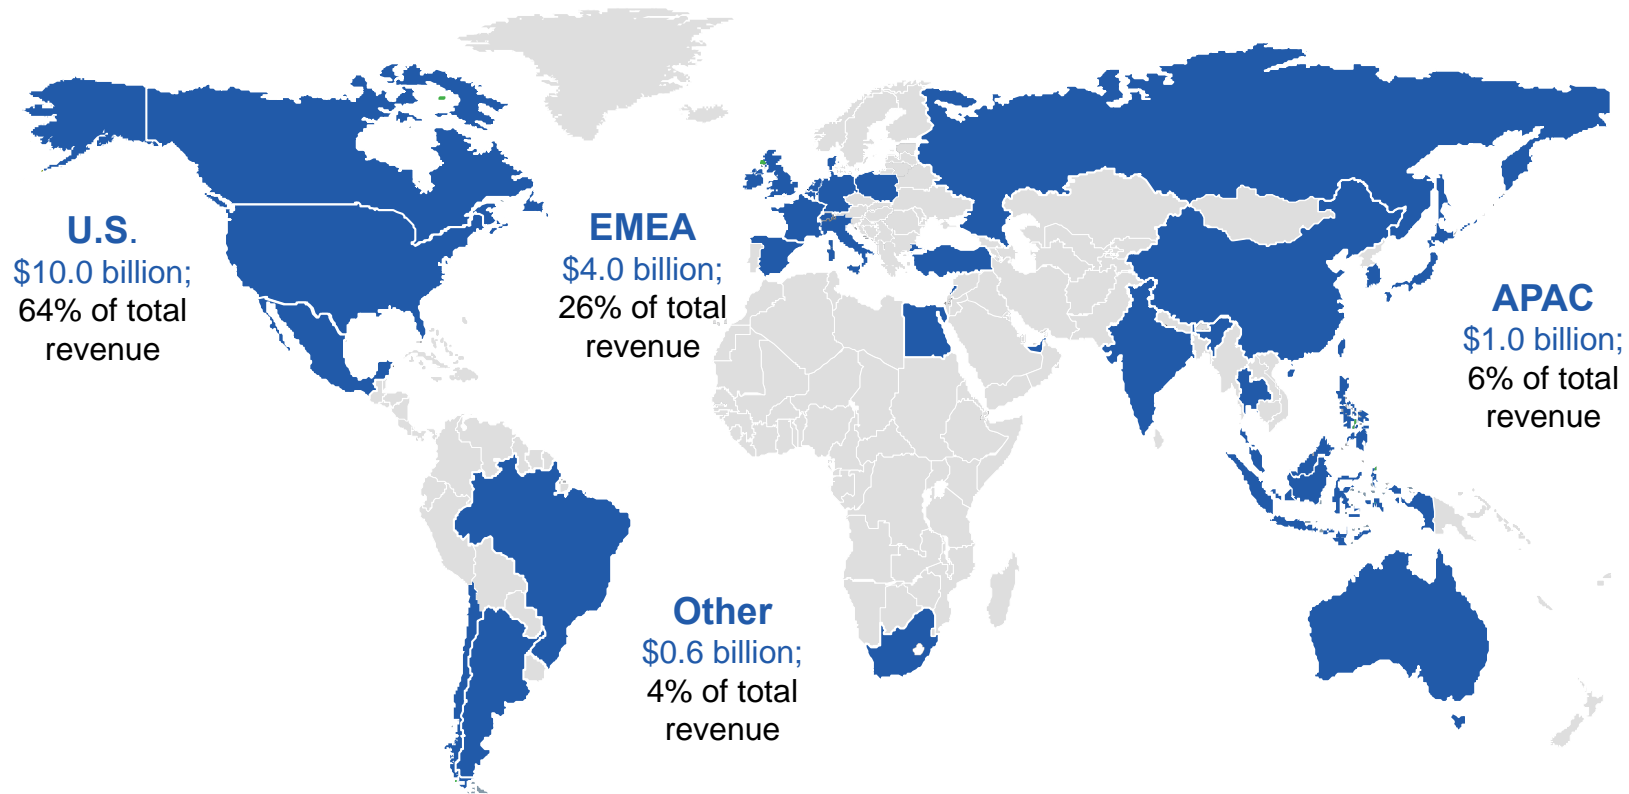 U.S.
$10.0 billion;
64% of total
revenue
EMEA
$4.0 billion;
26% of total
revenue
APAC
$1.0 billion;
6% of total
revenue
Other
$0.6 billion;
4% of total
revenue